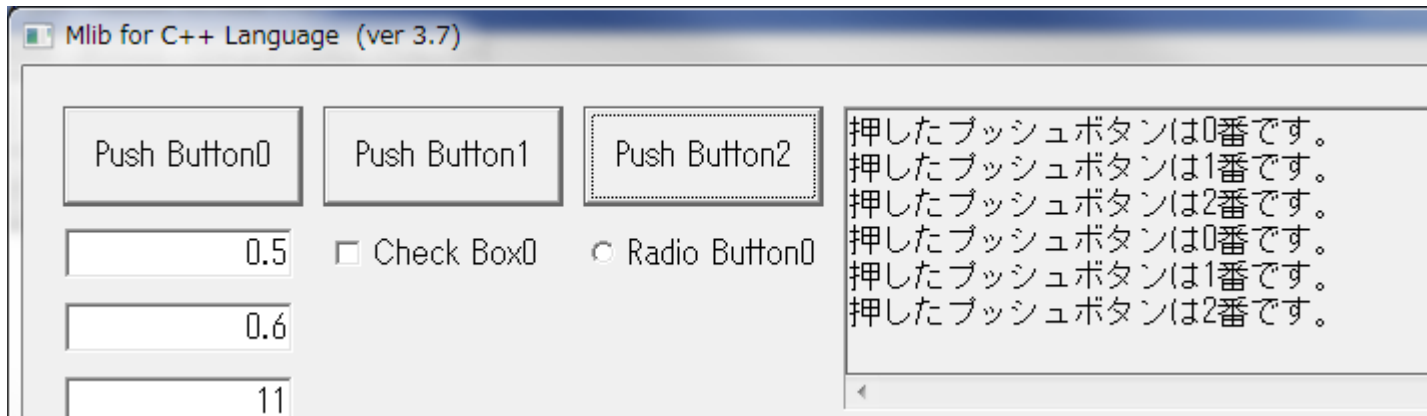 Mlib for C++ Language  (ver 3.7)
Push Button0
Push Button1
Push Button2
0.5
Check Box0
Radio Button0
0.6
11
押したプッシュボタンは0番です。
押したプッシュボタンは1番です。
押したプッシュボタンは2番です。
押したプッシュボタンは0番です。
押したプッシュボタンは1番です。
押したプッシュボタンは2番です。